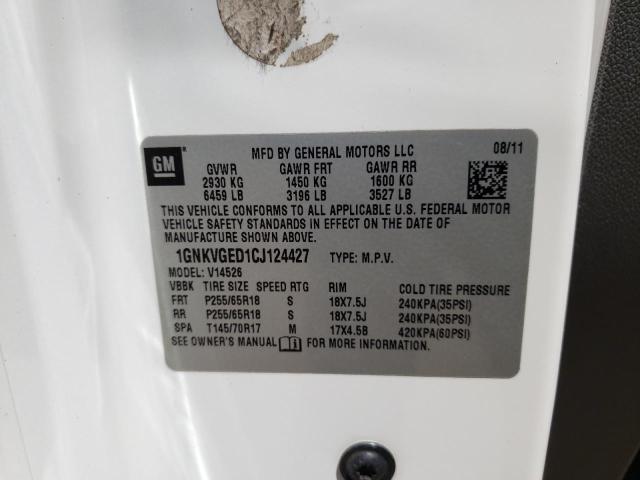 GM
MFD BY GENERAL MOTORS LLC 08/11
GVWR GAWR FRT GAWR RR
2930 KG 1450 KG 1600 KG
6459 LB 3196 LB 3527 LB
THIS VEHICLE CONFORMS TO ALL APPLICABLE U.S. FEDERAL MOTOR
VEHICLE SAFETY STANDARDS IN EFFECT ON THE DATE OF
MANUFACTURE SHOWN ABOVE.
1GNKVGED1CJ124427 TYPE: M.P.V.
MODEL: V14526
VBBK TIRE SIZE SPEED RTG RIM COLD TIRE PRESSURE
FRT P255/65R18 S 18X7.5J 240KPA(35PSI)
RR P255/65R18 S 18X7.5J 240KPA(35PSI)
SPA T145/70R17 M 17X4.5B 420KPA(60PSI)
SEE OWNER'S MANUAL FOR MORE INFORMATION